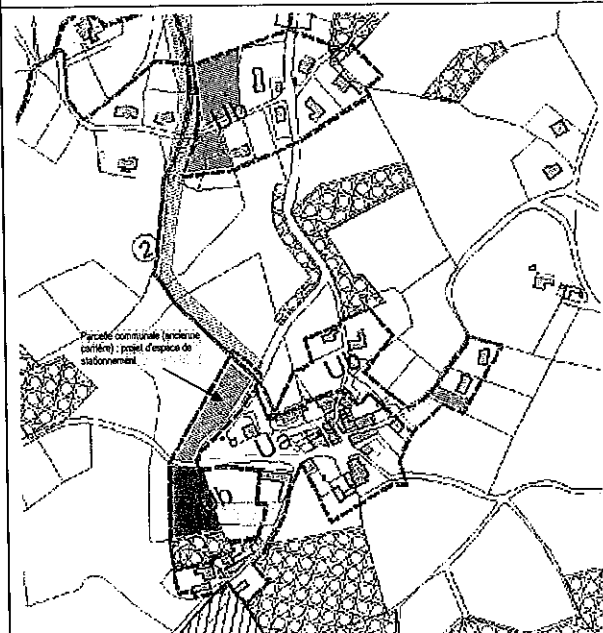 Ub
2
Parcelle communale (ancienne
carrière) : projet d'espace de
stationnement
Ub
Ua
Ub